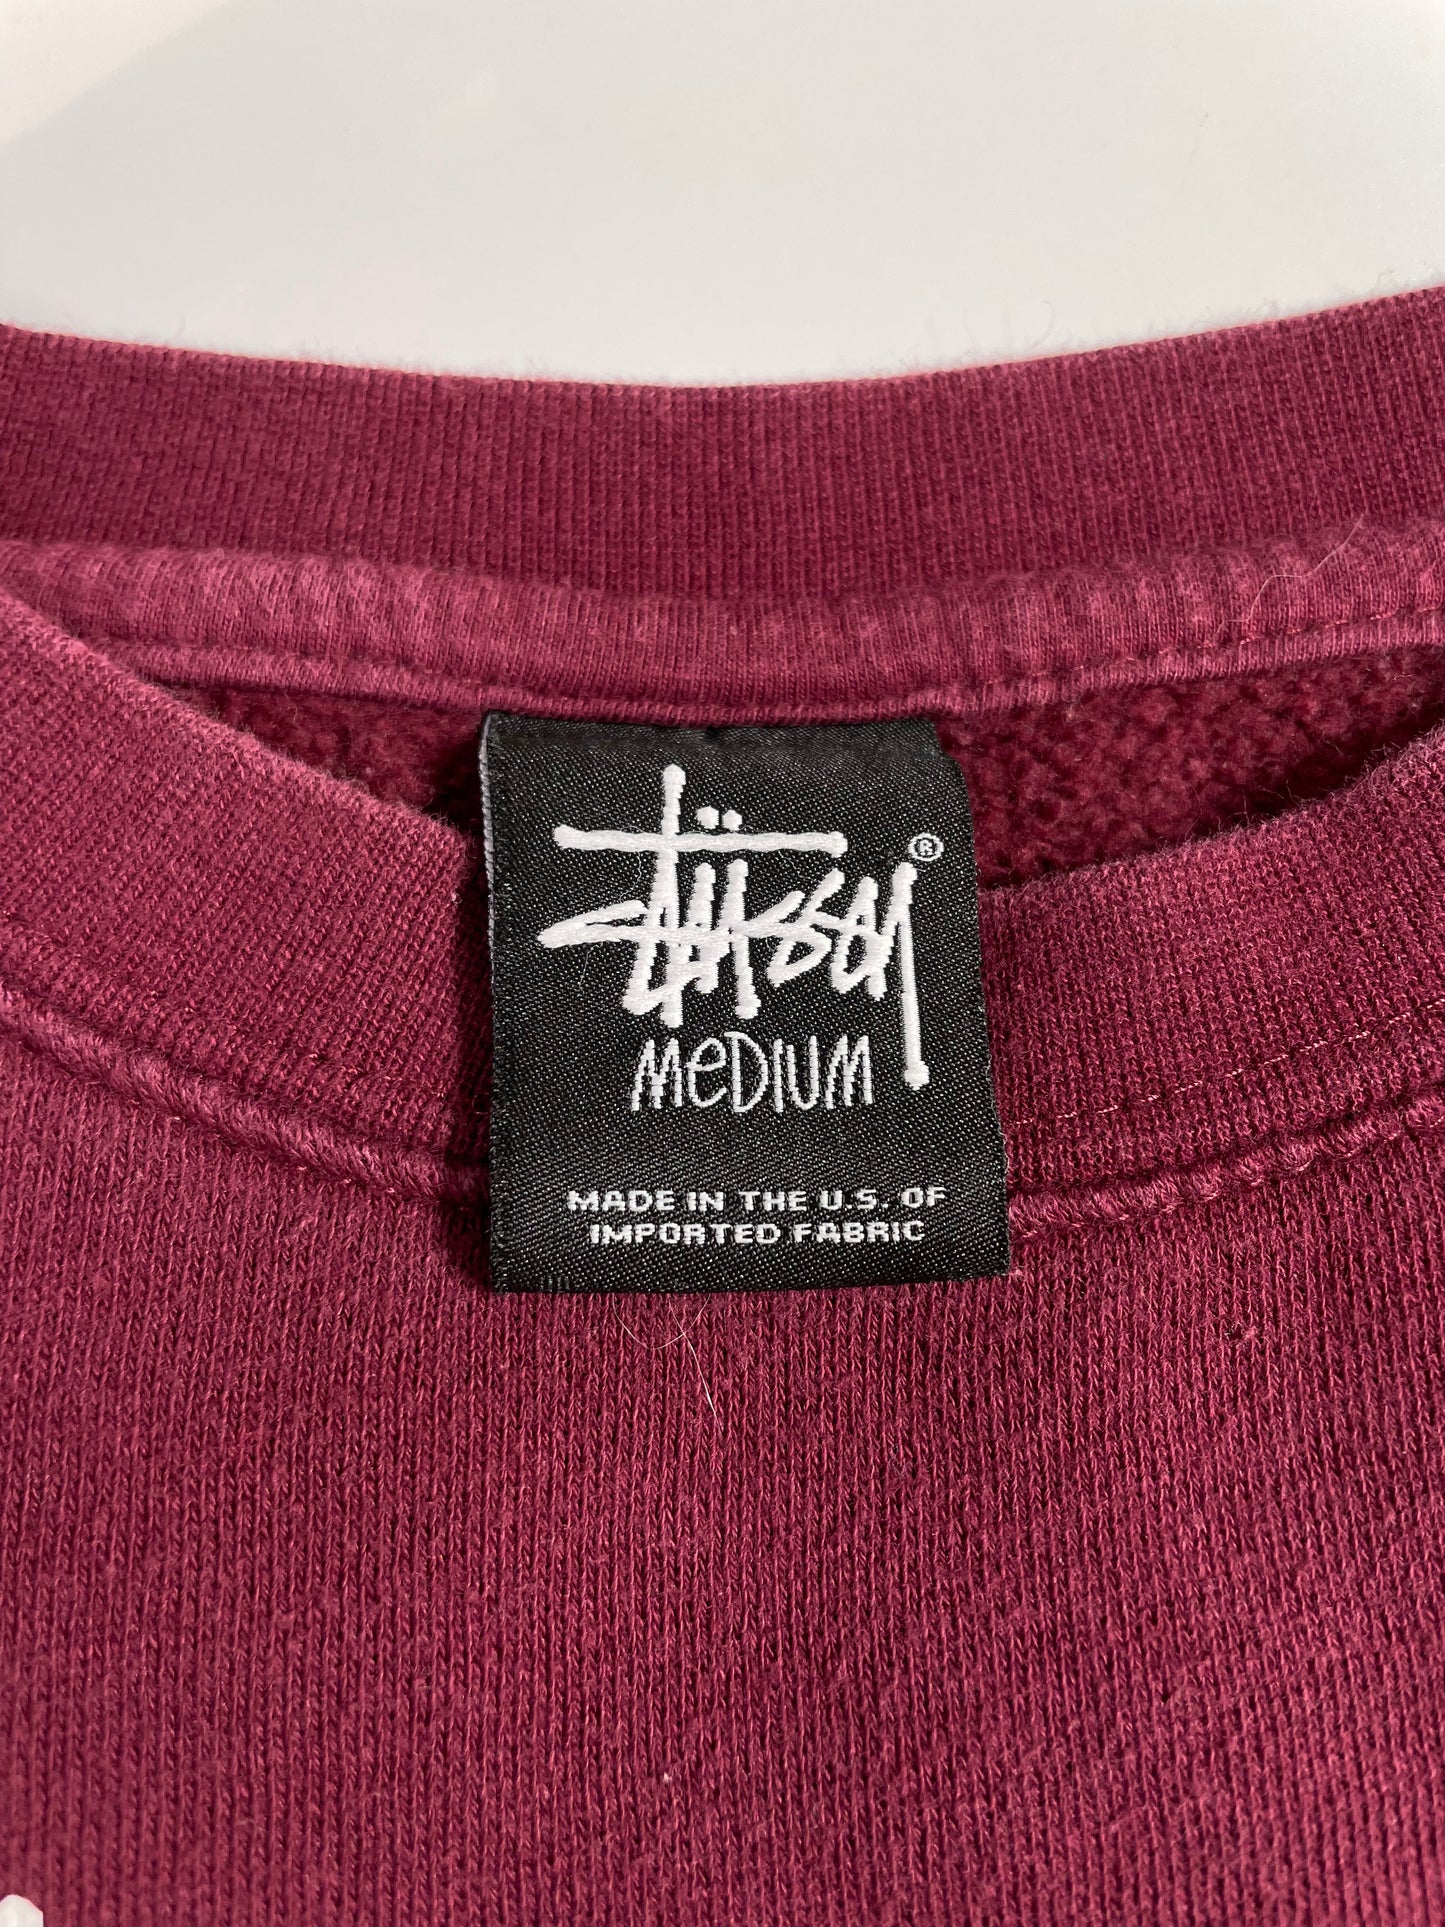 Stüssy®
MeDIUM
MADE IN THE U.S. OF
IMPORTED FABRIC